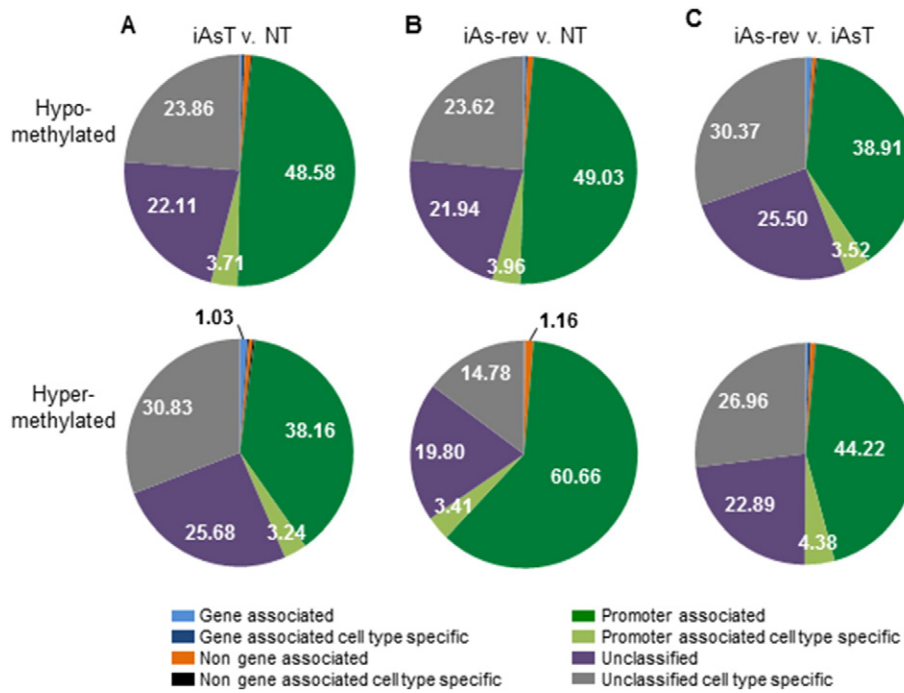 A
iAsT v. NT
B
iAs-rev v. NT
C
iAs-rev v. iAsT
Hypo-
methylated
23.86
48.58
22.11
3.71
23.62
49.03
21.94
3.96
30.37
38.91
25.50
3.52
Hyper-
methylated
1.03
30.83
38.16
25.68
3.24
1.16
14.78
19.80
60.66
3.41
26.96
44.22
22.89
4.38
Gene associated
Gene associated cell type specific
Non gene associated
Non gene associated cell type specific
Promoter associated
Promoter associated cell type specific
Unclassified
Unclassified cell type specific